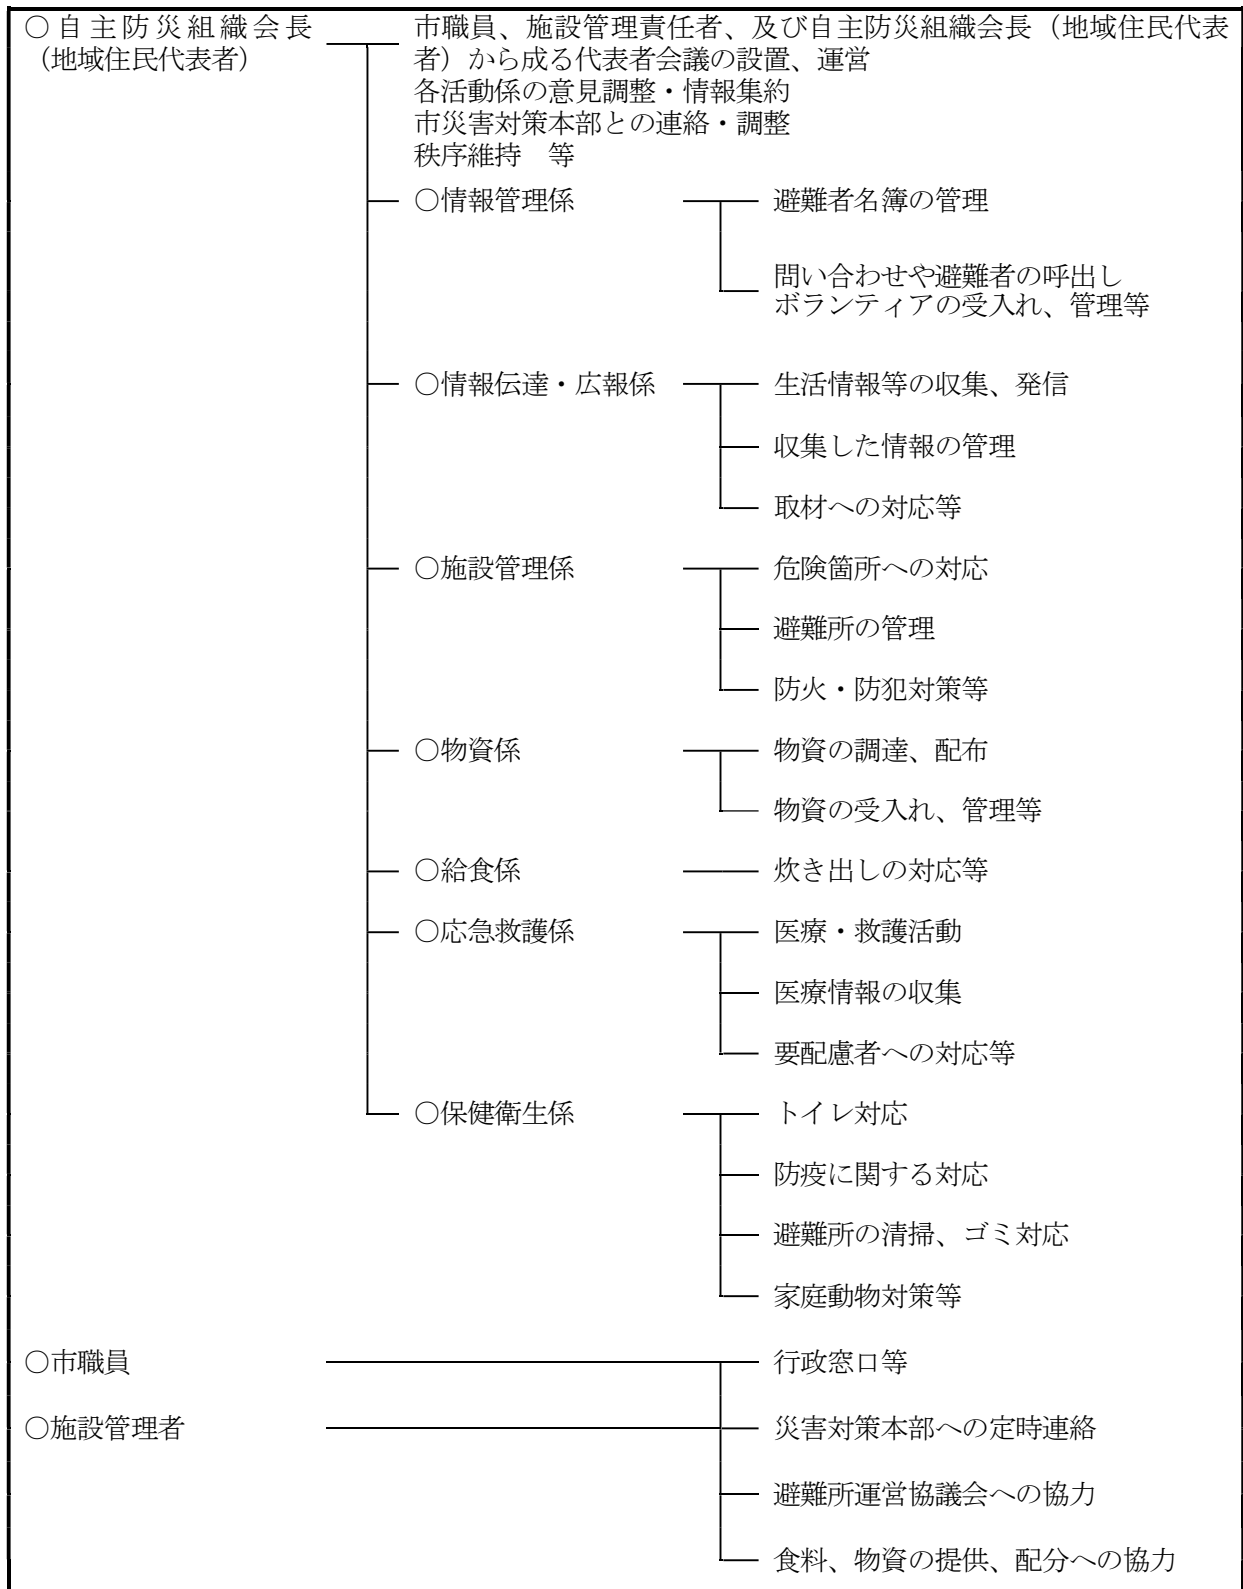 〇自主防災組織会長
（地域住民代表者）
市職員、施設管理責任者、及び自主防災組織会長（地域住民代表
者）から成る代表者会議の設置、運営
各活動係の意見調整・情報集約
市災害対策本部との連絡・調整
秩序維持　等
〇情報管理係
避難者名簿の管理
問い合わせや避難者の呼出し
ボランティアの受入れ、管理等
〇情報伝達・広報係
生活情報等の収集、発信
収集した情報の管理
取材への対応等
〇施設管理係
危険箇所への対応
避難所の管理
防火・防犯対策等
〇物資係
物資の調達、配布
物資の受入れ、管理等
〇給食係
炊き出しの対応等
〇応急救護係
医療・救護活動
医療情報の収集
要配慮者への対応等
〇保健衛生係
トイレ対応
防疫に関する対応
避難所の清掃、ゴミ対応
家庭動物対策等
〇市職員
行政窓口等
〇施設管理者
災害対策本部への定時連絡
避難所運営協議会への協力
食料、物資の提供、配分への協力